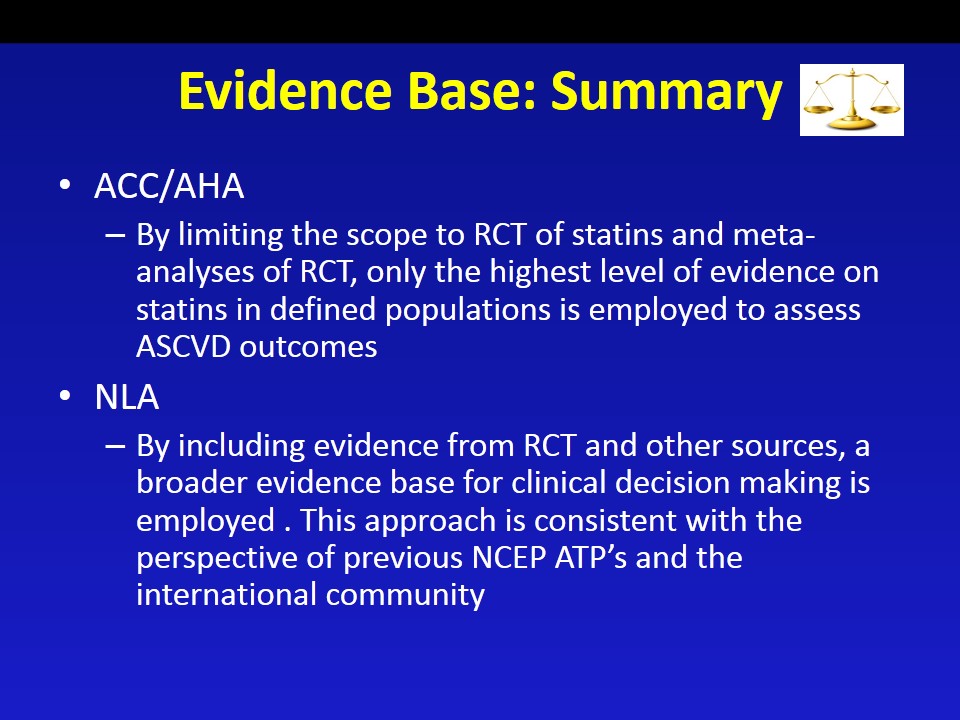 Evidence Base: Summary
• ACC/AHA
– By limiting the scope to RCT of statins and meta-
analyses of RCT, only the highest level of evidence on
statins in defined populations is employed to assess
ASCVD outcomes
• NLA
– By including evidence from RCT and other sources, a
broader evidence base for clinical decision making is
employed . This approach is consistent with the
perspective of previous NCEP ATP’s and the
international community